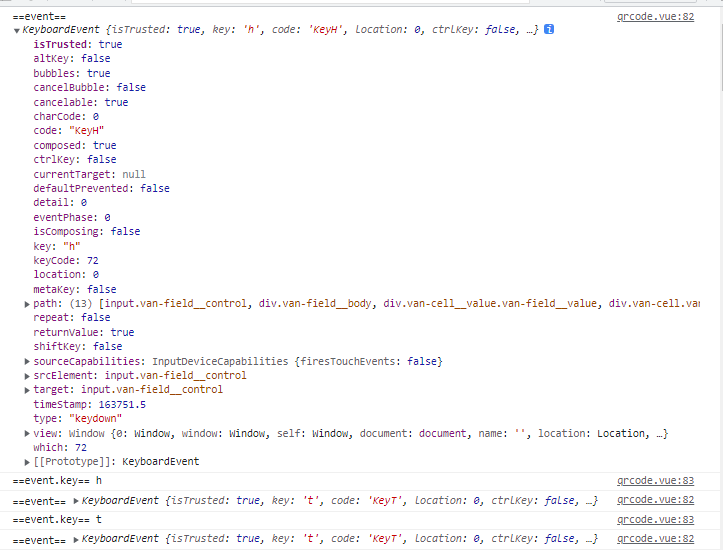 ==event== qrcode.vue:82
▼KeyboardEvent {isTrusted: true, key: 'h', code: 'KeyH', location: 0, ctrlKey: false, …} i
isTrusted: true
altKey: false
bubbles: true
cancelBubble: false
cancelable: true
charCode: 0
code: "KeyH"
composed: true
ctrlKey: false
currentTarget: null
defaultPrevented: false
detail: 0
eventPhase: 0
isComposing: false
key: "h"
keyCode: 72
location: 0
metaKey: false
▶path: (13) [input.van-field__control, div.van-field__body, div.van-cell__value.van-field__value, div.van-cell.van
repeat: false
returnValue: true
shiftKey: false
▶sourceCapabilities: InputDeviceCapabilities {firesTouchEvents: false}
▶srcElement: input.van-field__control
▶target: input.van-field__control
timeStamp: 163751.5
type: "keydown"
▶view: Window {0: Window, window: Window, self: Window, document: document, name: '', location: Location, …}
which: 72
▶[[Prototype]]: KeyboardEvent
==event.key== h qrcode.vue:83
==event== ▶KeyboardEvent {isTrusted: true, key: 't', code: 'KeyT', location: 0, ctrlKey: false, …} qrcode.vue:82
==event.key== t qrcode.vue:83
==event== ▶KeyboardEvent {isTrusted: true, key: 't', code: 'KeyT', location: 0, ctrlKey: false, …} qrcode.vue:82